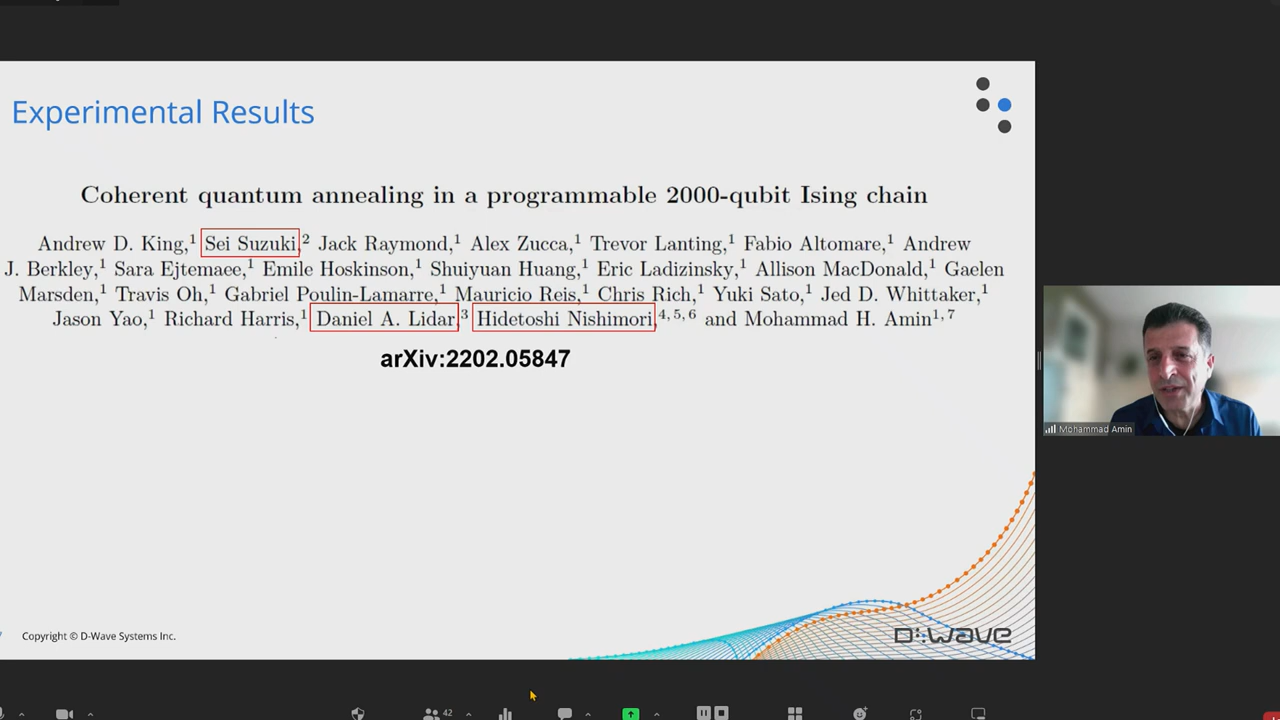 Experimental Results
Coherent quantum annealing in a programmable 2000-qubit Ising chain
Andrew D. King,¹ Sei Suzuki,² Jack Raymond,¹ Alex Zucca,¹ Trevor Lanting,¹ Fabio Altomare,¹ Andrew
J. Berkley,¹ Sara Ejtemaee,¹ Emile Hoskinson,¹ Shuiyuan Huang,¹ Eric Ladizinsky,¹ Allison MacDonald,¹ Gaelen
Marsden,¹ Travis Oh,¹ Gabriel Poulin-Lamarre,¹ Mauricio Reis,¹ Chris Rich,¹ Yuki Sato,¹ Jed D. Whittaker,¹
Jason Yao,¹ Richard Harris,¹ Daniel A. Lidar,³ Hidetoshi Nishimori,⁴,⁵,⁶ and Mohammad H. Amin¹,⁷
arXiv:2202.05847
Mohammad Amin
Copyright © D-Wave Systems Inc.
D:wave
42